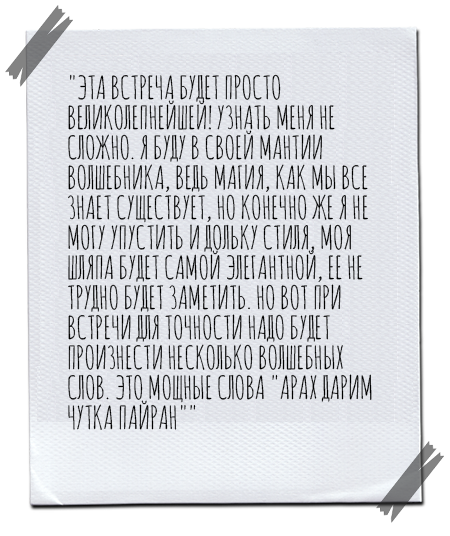 "ЭТА ВСТРЕЧА БУДЕТ ПРОСТО
ВЕЛИКОЛЕПНЕЙШЕЙ! УЗНАТЬ МЕНЯ НЕ
СЛОЖНО. Я БУДУ В СВОЕЙ МАНТИИ
ВОЛШЕБНИКА, ВЕДЬ МАГИЯ, КАК МЫ ВСЕ
ЗНАЕТ СУЩЕСТВУЕТ, НО КОНЕЧНО ЖЕ Я НЕ
МОГУ УПУСТИТЬ И ДОЛЬКУ СТИЛЯ, МОЯ
ШЛЯПА БУДЕТ САМОЙ ЭЛЕГАНТНОЙ, ЕЕ НЕ
ТРУДНО БУДЕТ ЗАМЕТИТЬ. НО ВОТ ПРИ
ВСТРЕЧИ ДЛЯ ТОЧНОСТИ НАДО БУДЕТ
ПРОИЗНЕСТИ НЕСКОЛЬКО ВОЛШЕБНЫХ
СЛОВ. ЭТО МОЩНЫЕ СЛОВА "АРАХ ДАРИМ
ЧУТКА ПАЙРАН""